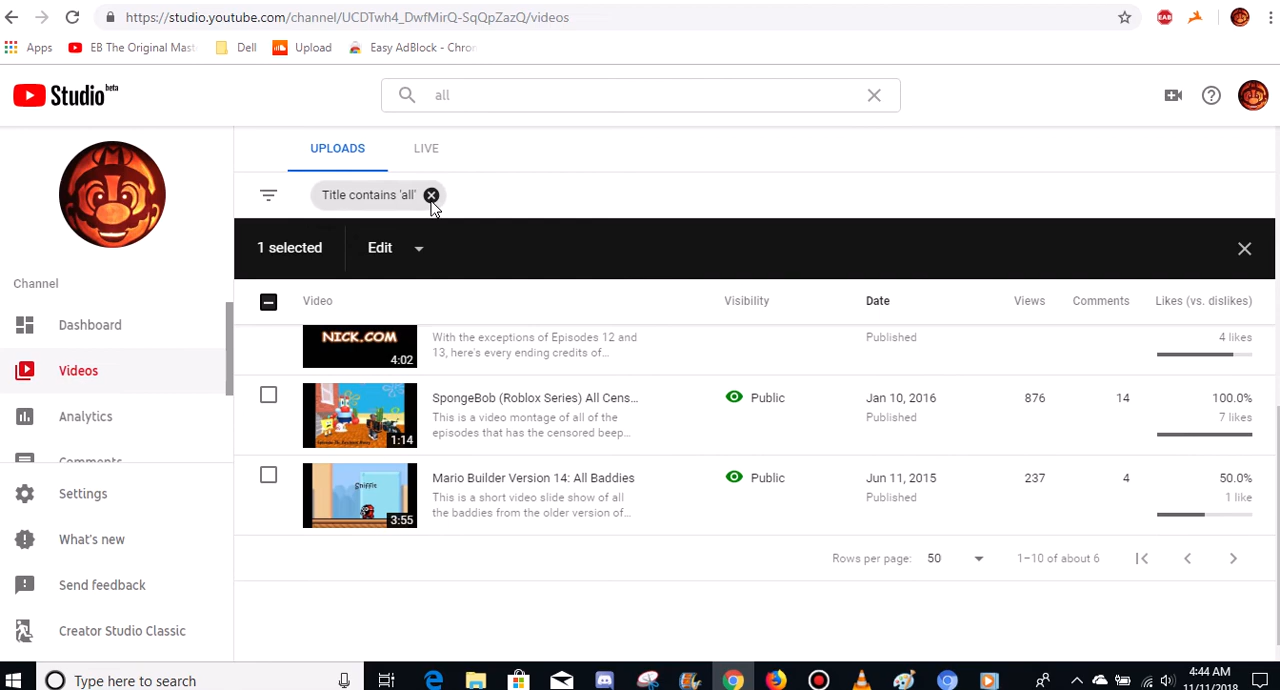 https://studio.youtube.com/channel/UCDTwh4_DwfMirQ-SqQpZazQ/videos
EAB
Apps EB The Original Mast Dell Upload Easy AdBlock - Chron
Studio beta
all
UPLOADS LIVE
Title contains 'all'
1 selected Edit
Channel
Video Visibility Date Views Comments Likes (vs. dislikes)
Dashboard
NICK.COM
4:02
With the exceptions of Episodes 12 and
13, here's every ending credits of...
Published
4 likes
Videos
SpongeBob (Roblox Series) All Cens...
This is a video montage of all of the
episodes that has the censored beep...
1:14
Public
Jan 10, 2016
Published
876
14
100.0%
7 likes
Analytics
Comments
Mario Builder Version 14: All Baddies
This is a short video slide show of all
the baddies from the older version of...
Sniffit
3:55
Public
Jun 11, 2015
Published
237
4
50.0%
1 like
Settings
What's new
Rows per page: 50 1–10 of about 6
Send feedback
Creator Studio Classic
Type here to search
4:44 AM
11/11/2018